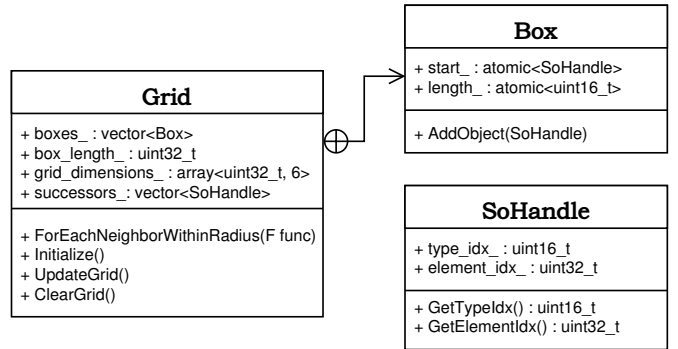 Grid
+ boxes_ : vector<Box>
+ box_length_ : uint32_t
+ grid_dimensions_ : array<uint32_t, 6>
+ successors_: vector<SoHandle>
+ ForEachNeighborWithinRadius(F func)
+ Initialize()
+ UpdateGrid()
+ ClearGrid()
Box
+ start_ : atomic<SoHandle>
+ length_ : atomic<uint16_t>
+ AddObject(SoHandle)
SoHandle
+ type_idx_ : uint16_t
+ element_idx_ : uint32_t
+ GetTypeIdx() : uint16_t
+ GetElementIdx() : uint32_t